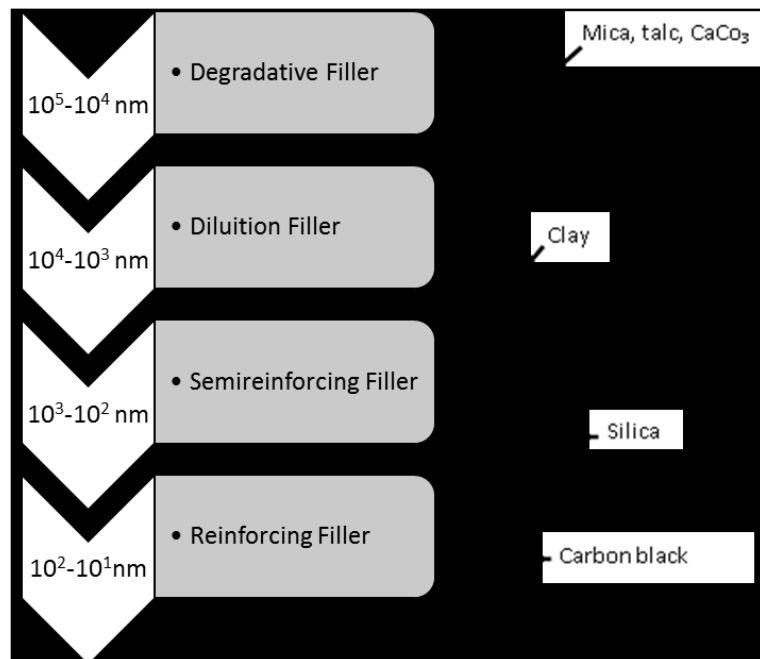 10⁵-10⁴ nm
• Degradative Filler
Mica, talc, CaCo₃
10⁴-10³ nm
• Diluition Filler
Clay
10³-10² nm
• Semireinforcing Filler
Silica
10²-10¹nm
• Reinforcing Filler
Carbon black